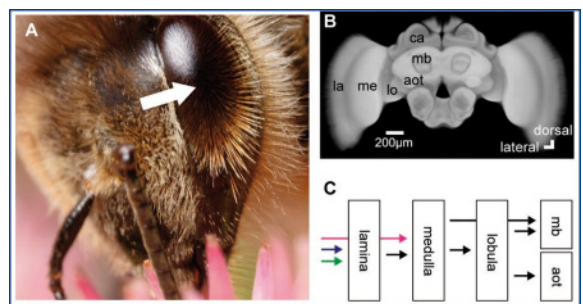 A
B
ca
mb
aot
la
me
lo
200µm
dorsal
lateral
C
lamina
medulla
lobula
mb
aot